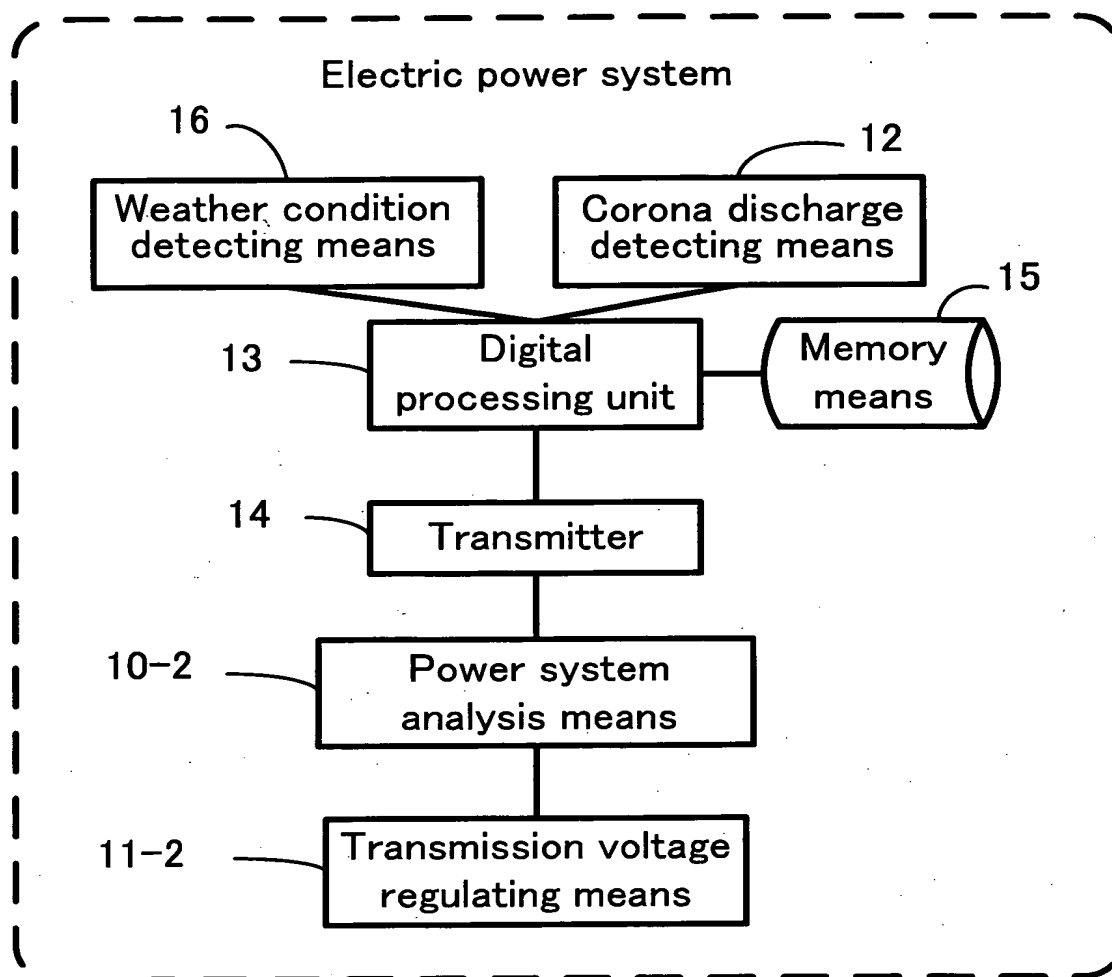 Electric power system
16
12
Weather condition
detecting means
Corona discharge
detecting means
15
13
Digital
processing unit
Memory
means
14
Transmitter
10-2
Power system
analysis means
11-2
Transmission voltage
regulating means